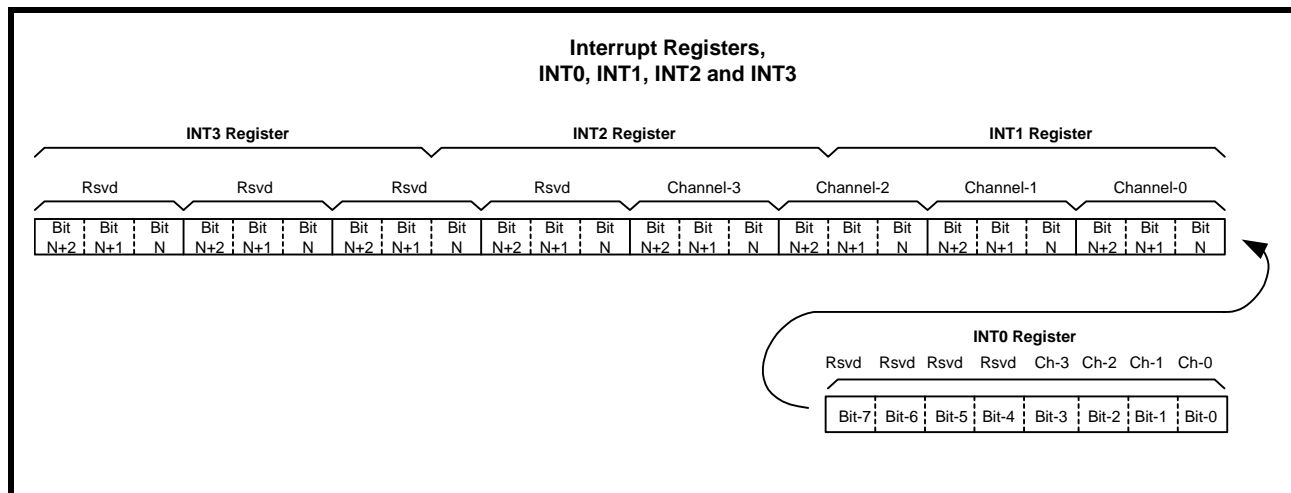 Interrupt Registers,
INT0, INT1, INT2 and INT3
INT3 Register INT2 Register INT1 Register
Rsvd Rsvd Rsvd Rsvd Channel-3 Channel-2 Channel-1 Channel-0
Bit Bit Bit Bit Bit Bit Bit Bit Bit Bit Bit Bit Bit Bit Bit Bit Bit Bit Bit Bit Bit Bit Bit Bit
N+2 N+1 N N+2 N+1 N N+2 N+1 N N+2 N+1 N N+2 N+1 N N+2 N+1 N N+2 N+1 N N+2 N+1 N
INT0 Register
Rsvd Rsvd Rsvd Rsvd Ch-3 Ch-2 Ch-1 Ch-0
Bit-7 Bit-6 Bit-5 Bit-4 Bit-3 Bit-2 Bit-1 Bit-0